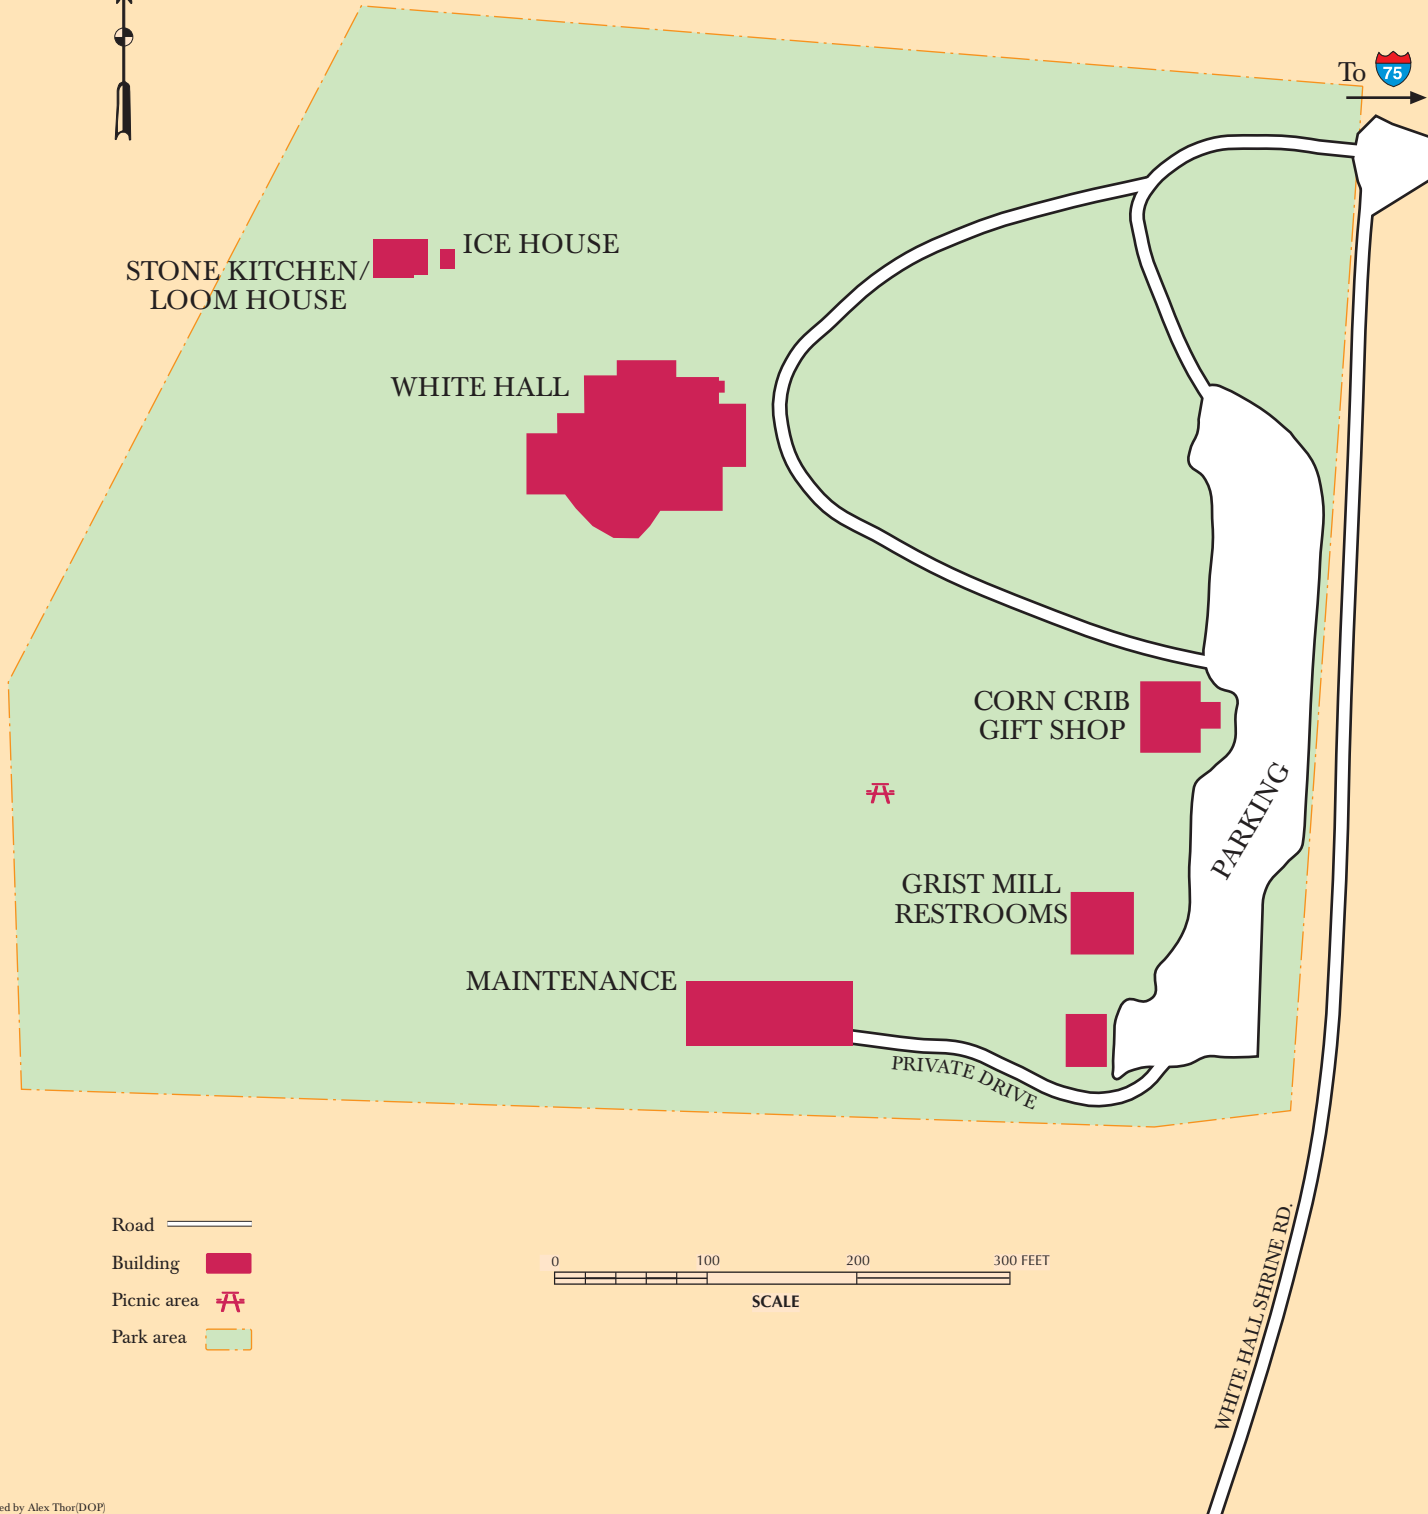 To 75
ICE HOUSE
STONE KITCHEN/
LOOM HOUSE
WHITE HALL
CORN CRIB
GIFT SHOP
PARKING
GRIST MILL
RESTROOMS
MAINTENANCE
PRIVATE DRIVE
WHITE HALL SHRINE RD.
Road
Building
Picnic area
Park area
0 100 200 300 FEET
SCALE
by Alex Thor(DOP)